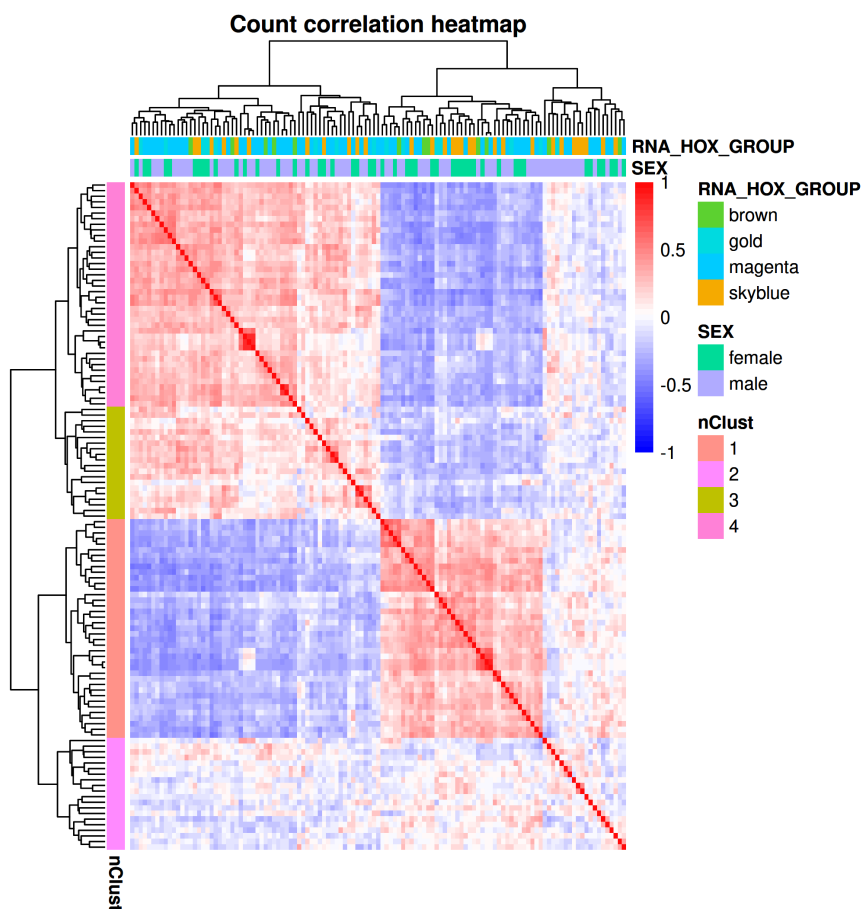 Count correlation heatmap
RNA_HOX_GROUP
SEX
1
0.5
0
-0.5
-1
RNA_HOX_GROUP
brown
gold
magenta
skyblue
SEX
female
male
nClust
1
2
3
4
nClust